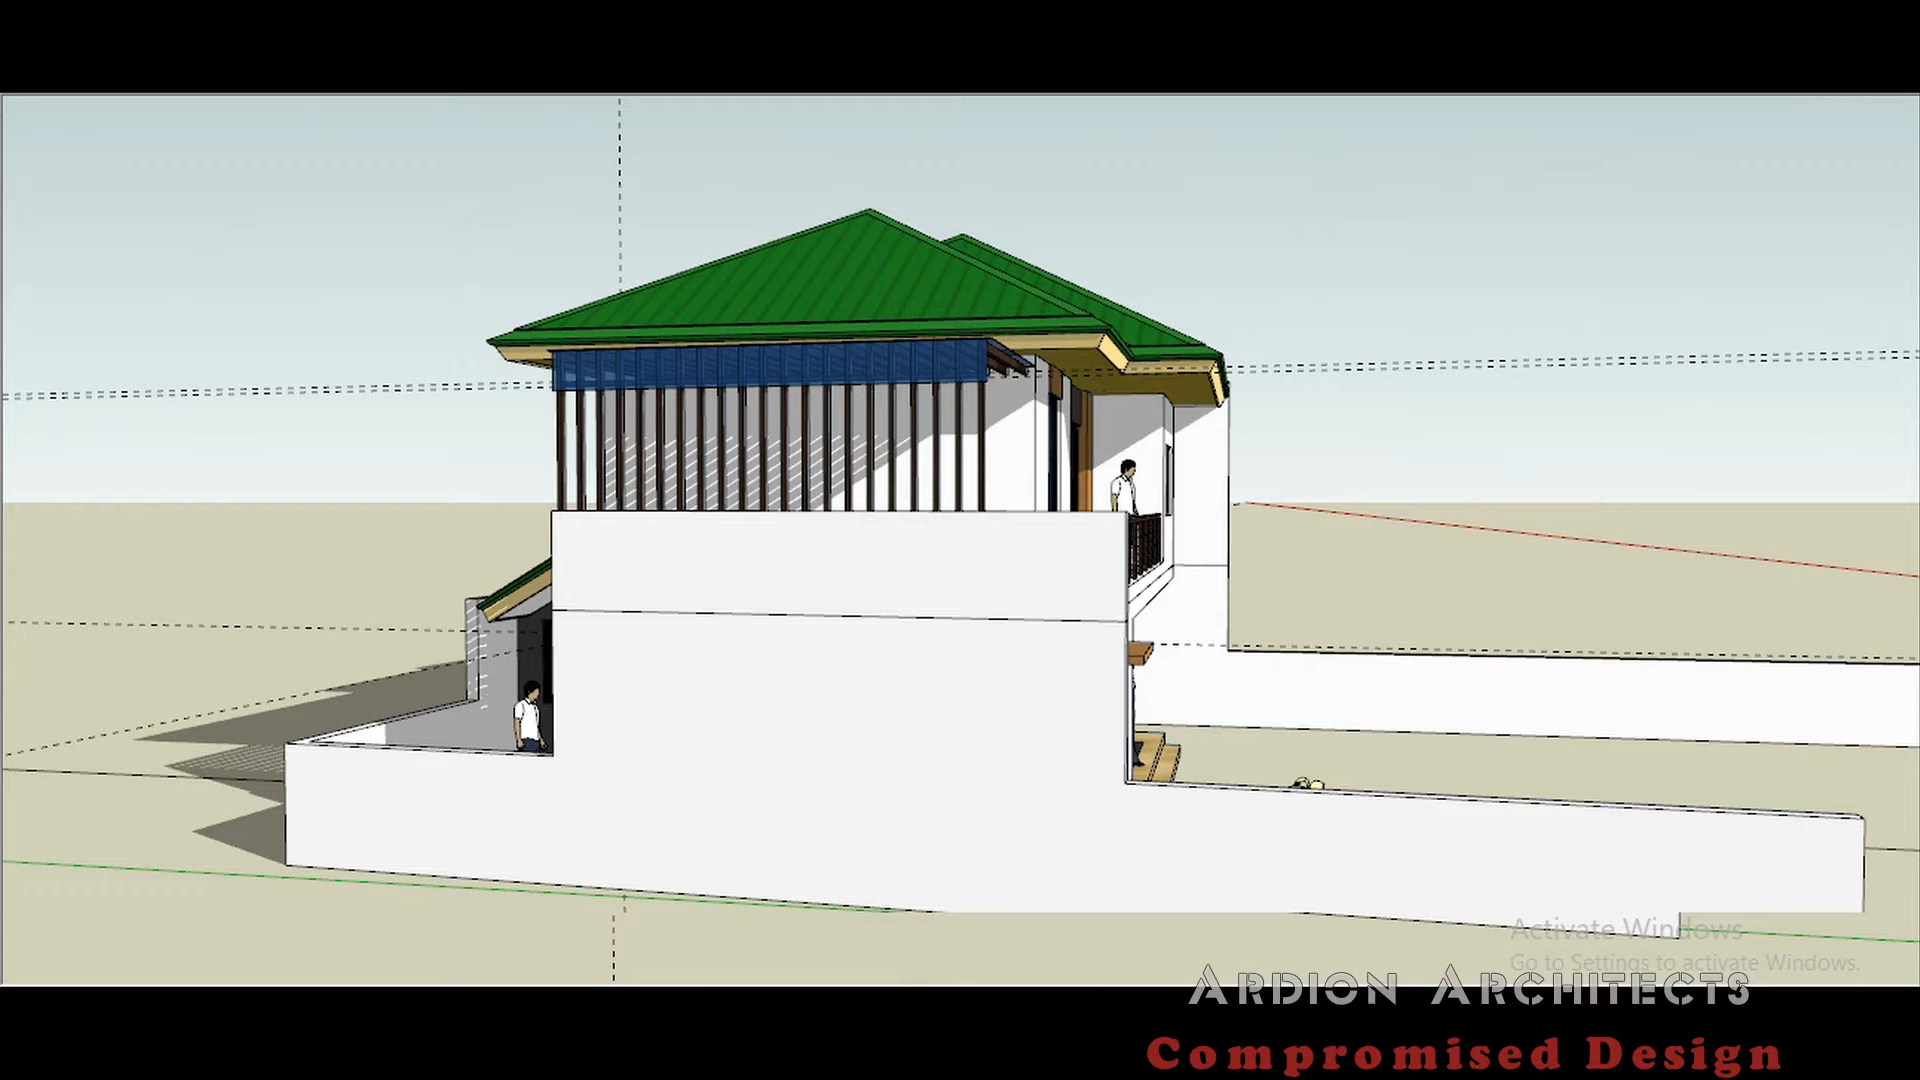 Activate Windows
Go to Settings to activate Windows.
ARDION ARCHITECTS
Compromised Design